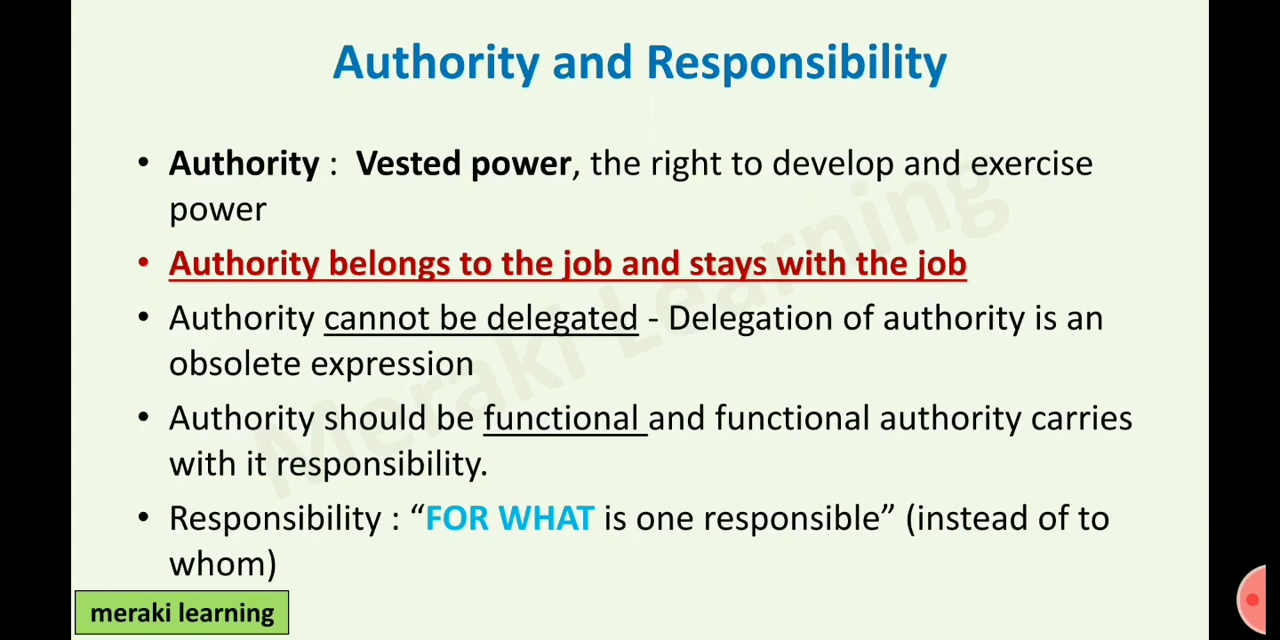 Authority and Responsibility
• Authority : Vested power, the right to develop and exercise
power
• Authority belongs to the job and stays with the job
• Authority cannot be delegated - Delegation of authority is an
obsolete expression
• Authority should be functional and functional authority carries
with it responsibility.
• Responsibility : “FOR WHAT is one responsible” (instead of to
whom)
Meraki Learning
meraki learning